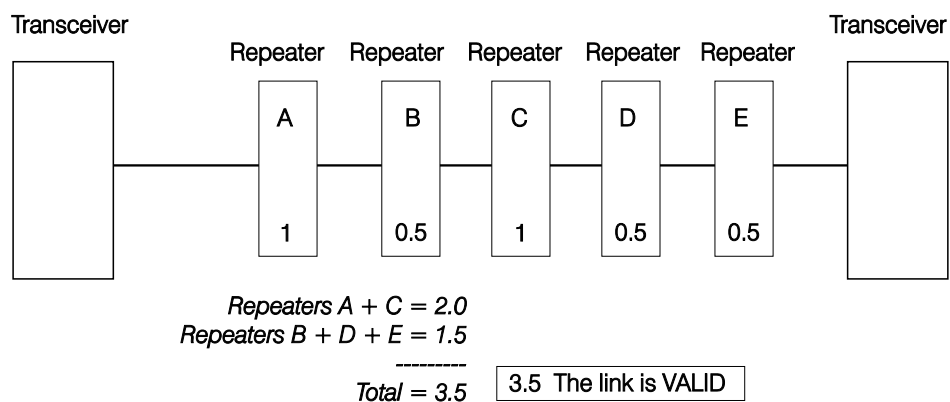 Transceiver Transceiver
Repeater Repeater Repeater Repeater Repeater
A B C D E
1 0.5 1 0.5 0.5
Repeaters A + C = 2.0
Repeaters B + D + E = 1.5
---------
Total = 3.5 3.5 The link is VALID